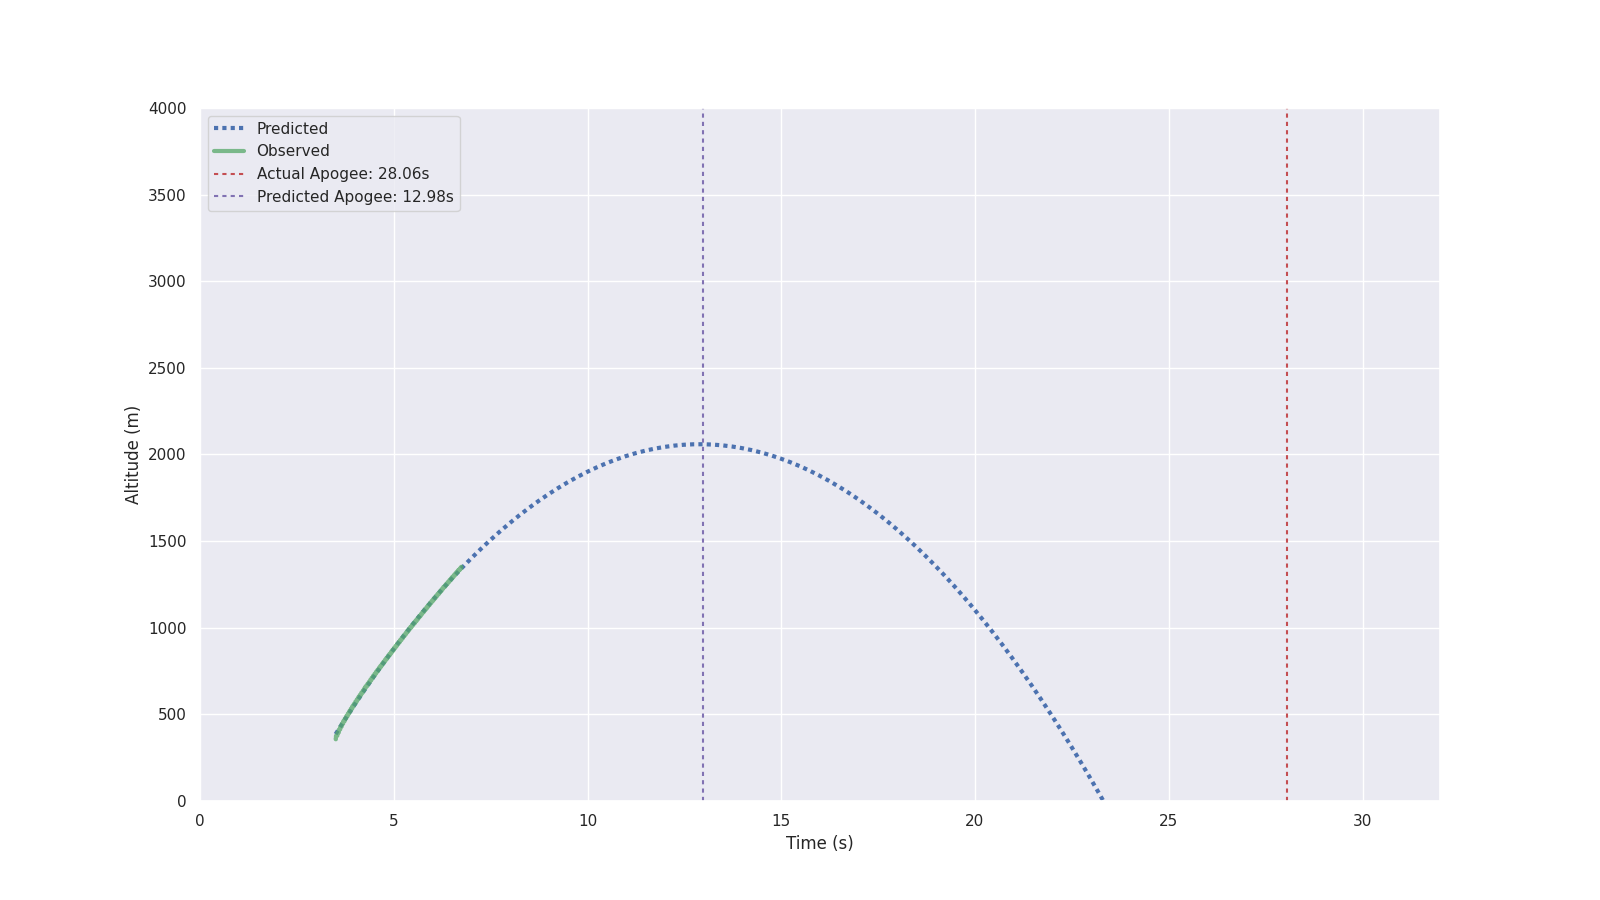 4000
3500
3000
2500
2000
1500
1000
500
0
Altitude (m)
Predicted
Observed
Actual Apogee: 28.06s
Predicted Apogee: 12.98s
0 5 10 15 20 25 30
Time (s)